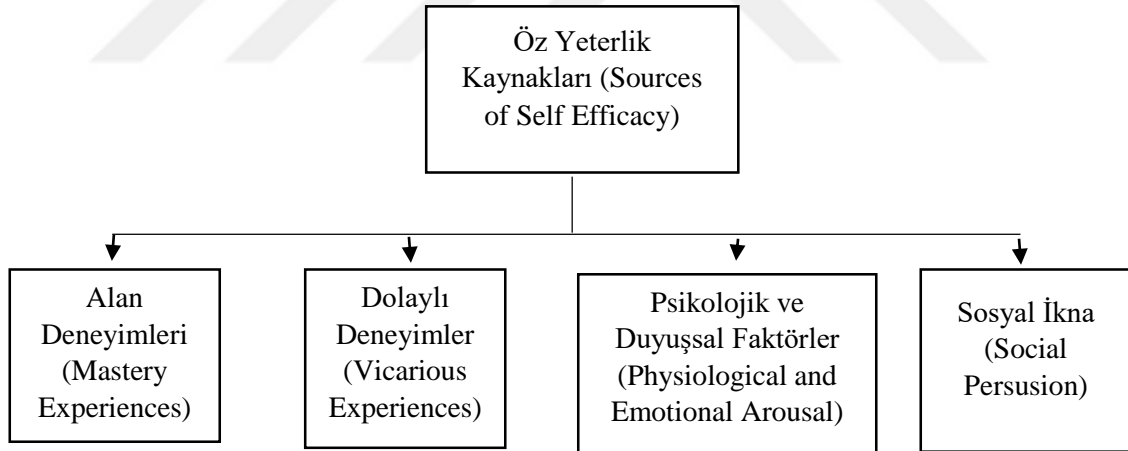 Öz Yeterlik
Kaynakları (Sources
of Self Efficacy)
Alan
Deneyimleri
(Mastery
Experiences)
Dolaylı
Deneyimler
(Vicarious
Experiences)
Psikolojik ve
Duyuşsal Faktörler
(Physiological and
Emotional Arousal)
Sosyal İkna
(Social
Persusion)